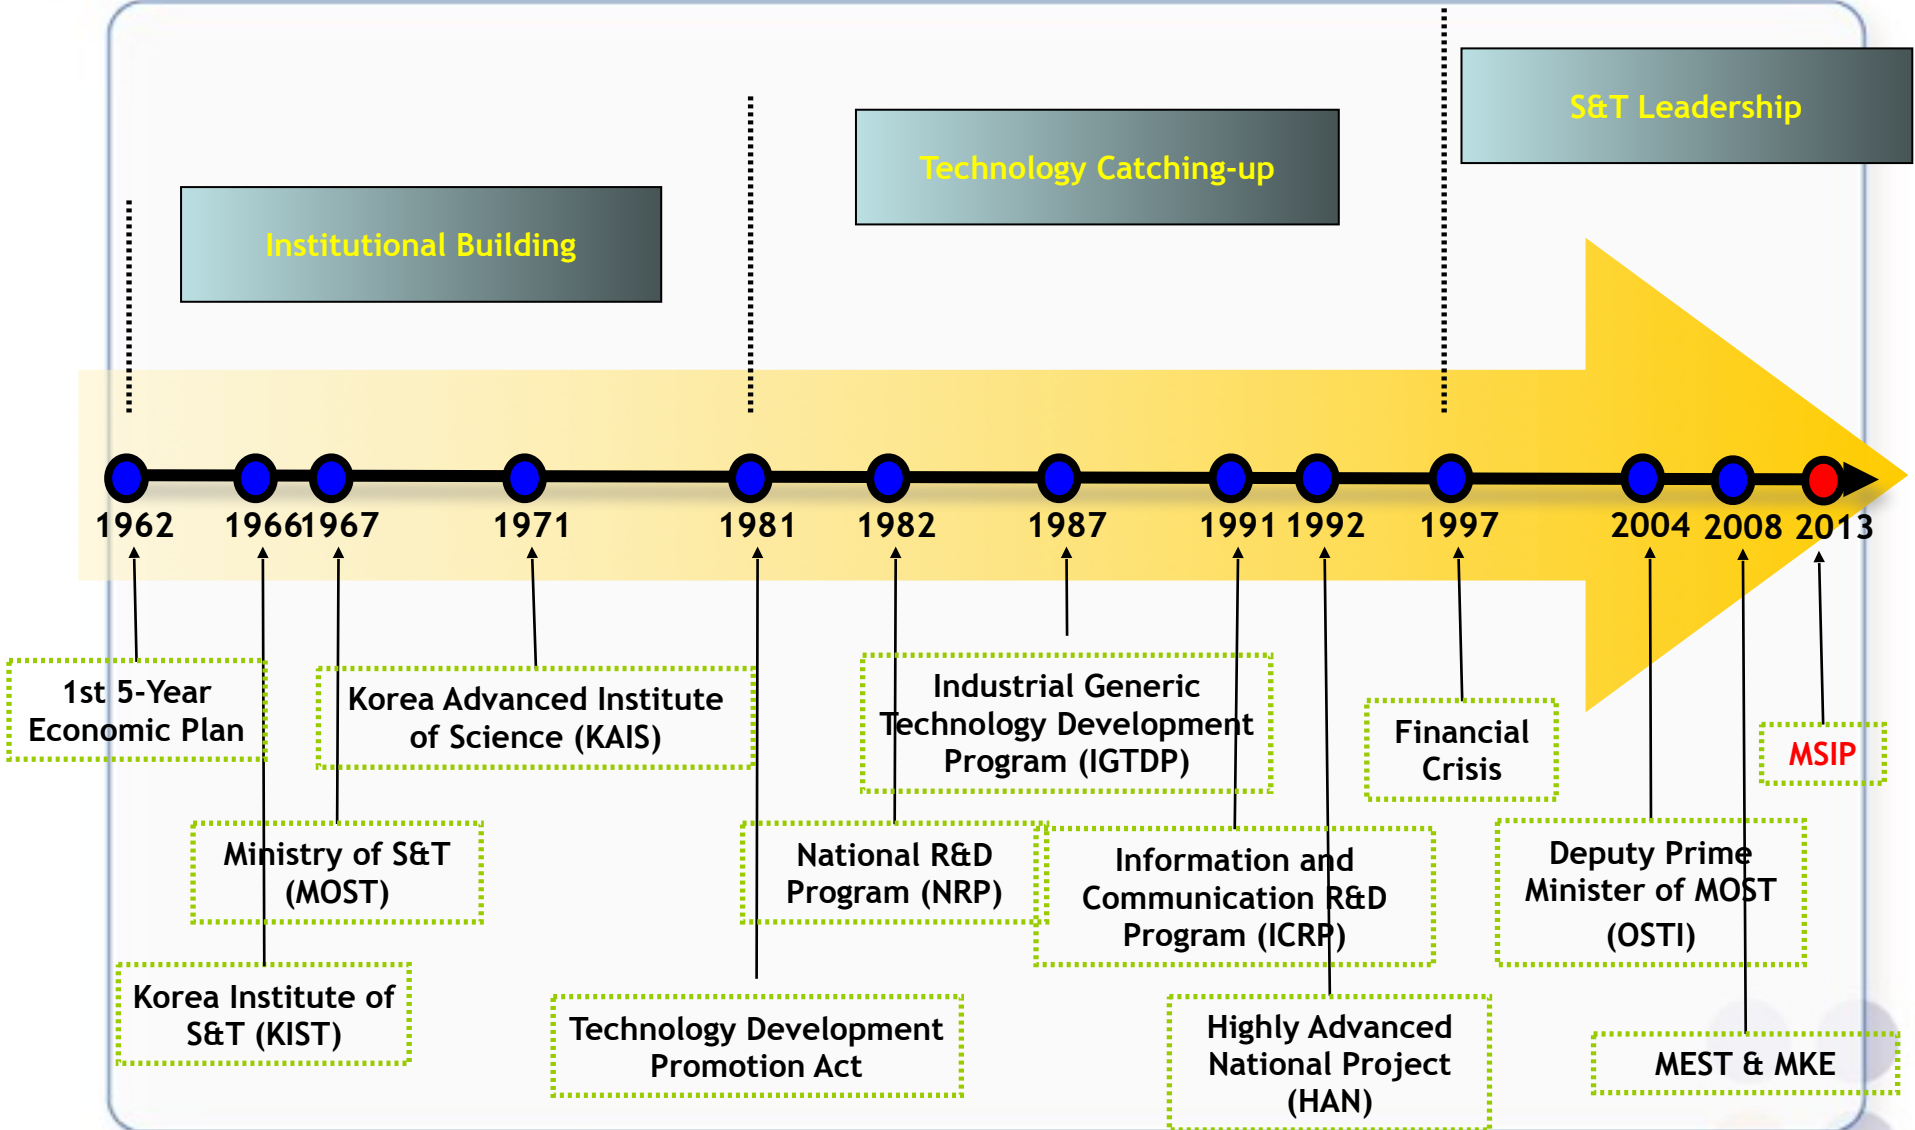 S&T Leadership
Technology Catching-up
Institutional Building
1962
1966
1967
1971
1981
1982
1987
1991
1992
1997
2004
2008
2013
1st 5-Year
Economic Plan
Korea Advanced Institute
of Science (KAIS)
Industrial Generic
Technology Development
Program (IGTDP)
Financial
Crisis
MSIP
Ministry of S&T
(MOST)
National R&D
Program (NRP)
Information and
Communication R&D
Program (ICRP)
Deputy Prime
Minister of MOST
(OSTI)
Korea Institute of
S&T (KIST)
Technology Development
Promotion Act
Highly Advanced
National Project
(HAN)
MEST & MKE